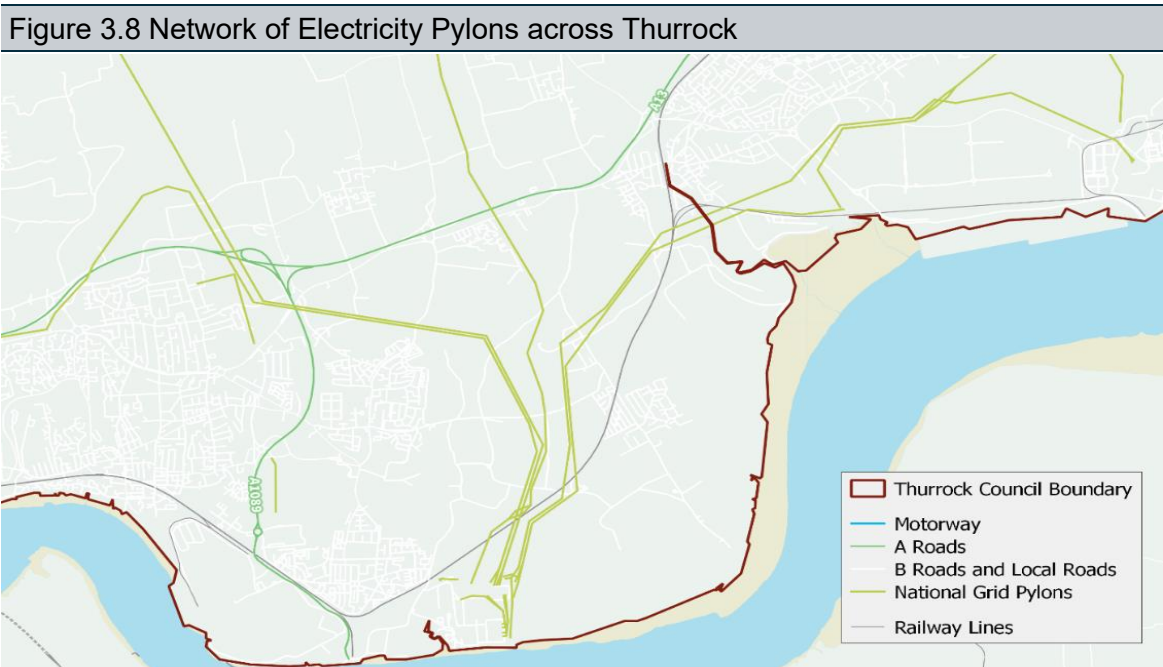 Figure 3.8 Network of Electricity Pylons across Thurrock
A13
A1089
Thurrock Council Boundary
Motorway
A Roads
B Roads and Local Roads
National Grid Pylons
Railway Lines